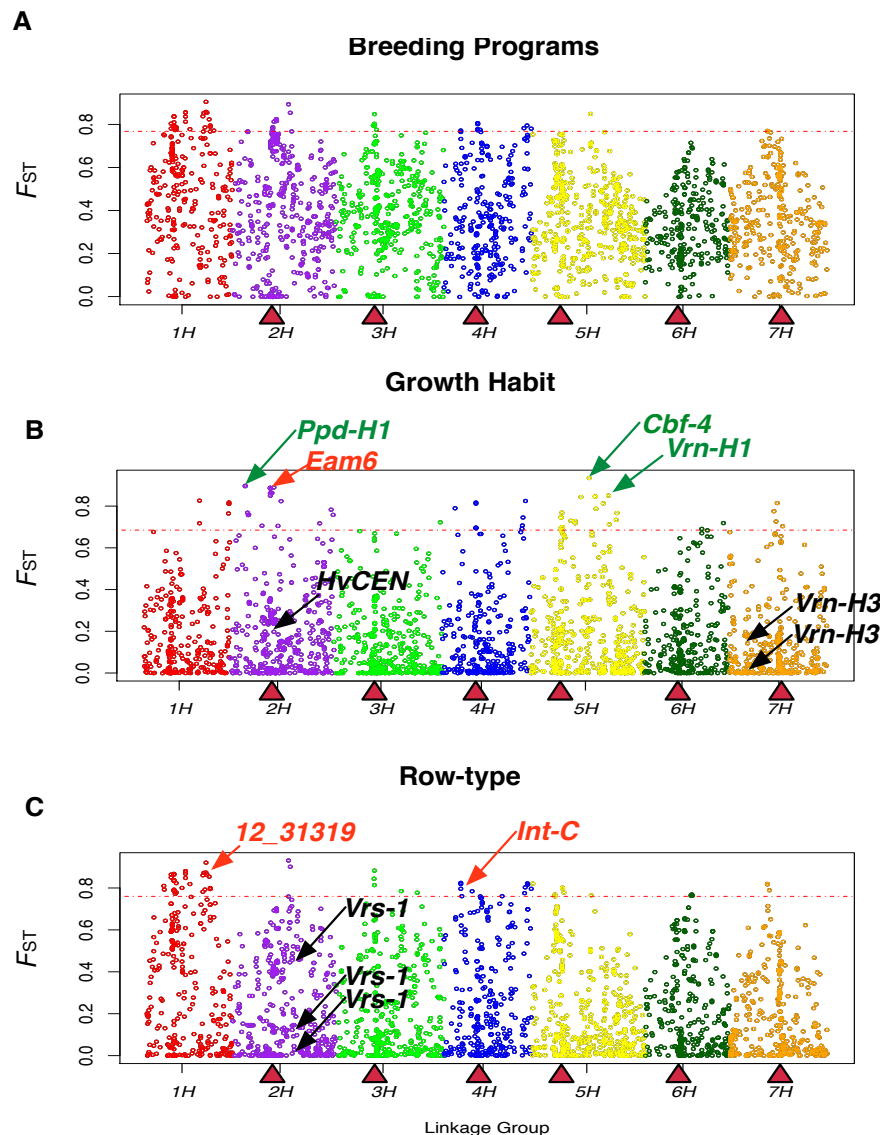 A
Breeding Programs
FST
0.8
0.6
0.4
0.2
0.0
1H 2H 3H 4H 5H 6H 7H
Growth Habit
B
Ppd-H1
Eam6
Cbf-4
Vrn-H1
HvCEN
Vrn-H3
Vrn-H3
FST
0.8
0.6
0.4
0.2
0.0
1H 2H 3H 4H 5H 6H 7H
Row-type
C
12_31319
Int-C
Vrs-1
Vrs-1
Vrs-1
FST
0.8
0.6
0.4
0.2
0.0
1H 2H 3H 4H 5H 6H 7H
Linkage Group